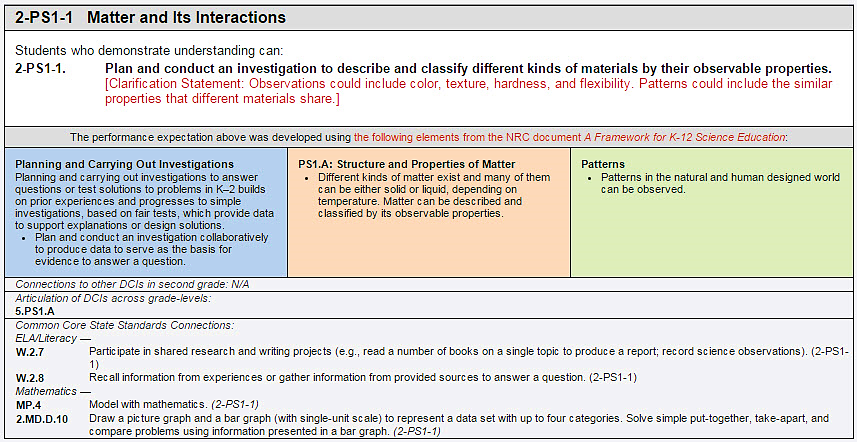 2-PS1-1 Matter and Its Interactions
Students who demonstrate understanding can:
2-PS1-1. Plan and conduct an investigation to describe and classify different kinds of materials by their observable properties.
[Clarification Statement: Observations could include color, texture, hardness, and flexibility. Patterns could include the similar
properties that different materials share.]
The performance expectation above was developed using the following elements from the NRC document A Framework for K-12 Science Education:
Planning and Carrying Out Investigations
Planning and carrying out investigations to answer
questions or test solutions to problems in K–2 builds
on prior experiences and progresses to simple
investigations, based on fair tests, which provide data
to support explanations or design solutions.
• Plan and conduct an investigation collaboratively
to produce data to serve as the basis for
evidence to answer a question.
PS1.A: Structure and Properties of Matter
• Different kinds of matter exist and many of them
can be either solid or liquid, depending on
temperature. Matter can be described and
classified by its observable properties.
Patterns
• Patterns in the natural and human designed world
can be observed.
Connections to other DCIs in second grade: N/A
Articulation of DCIs across grade-levels:
5.PS1.A
Common Core State Standards Connections:
ELA/Literacy —
W.2.7 Participate in shared research and writing projects (e.g., read a number of books on a single topic to produce a report; record science observations). (2-PS1-
1)
W.2.8 Recall information from experiences or gather information from provided sources to answer a question. (2-PS1-1)
Mathematics —
MP.4 Model with mathematics. (2-PS1-1)
2.MD.D.10 Draw a picture graph and a bar graph (with single-unit scale) to represent a data set with up to four categories. Solve simple put-together, take-apart, and
compare problems using information presented in a bar graph. (2-PS1-1)